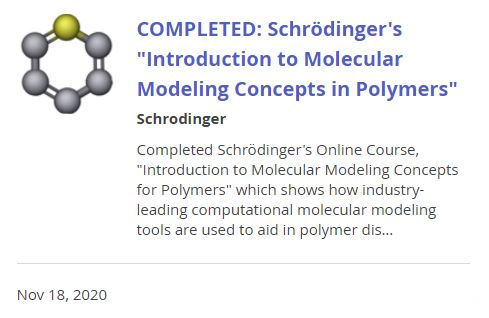 COMPLETED: Schrödinger's
"Introduction to Molecular
Modeling Concepts in Polymers"
Schrodinger
Completed Schrödinger's Online Course,
"Introduction to Molecular Modeling Concepts
for Polymers" which shows how industry-
leading computational molecular modeling
tools are used to aid in polymer dis...
Nov 18, 2020